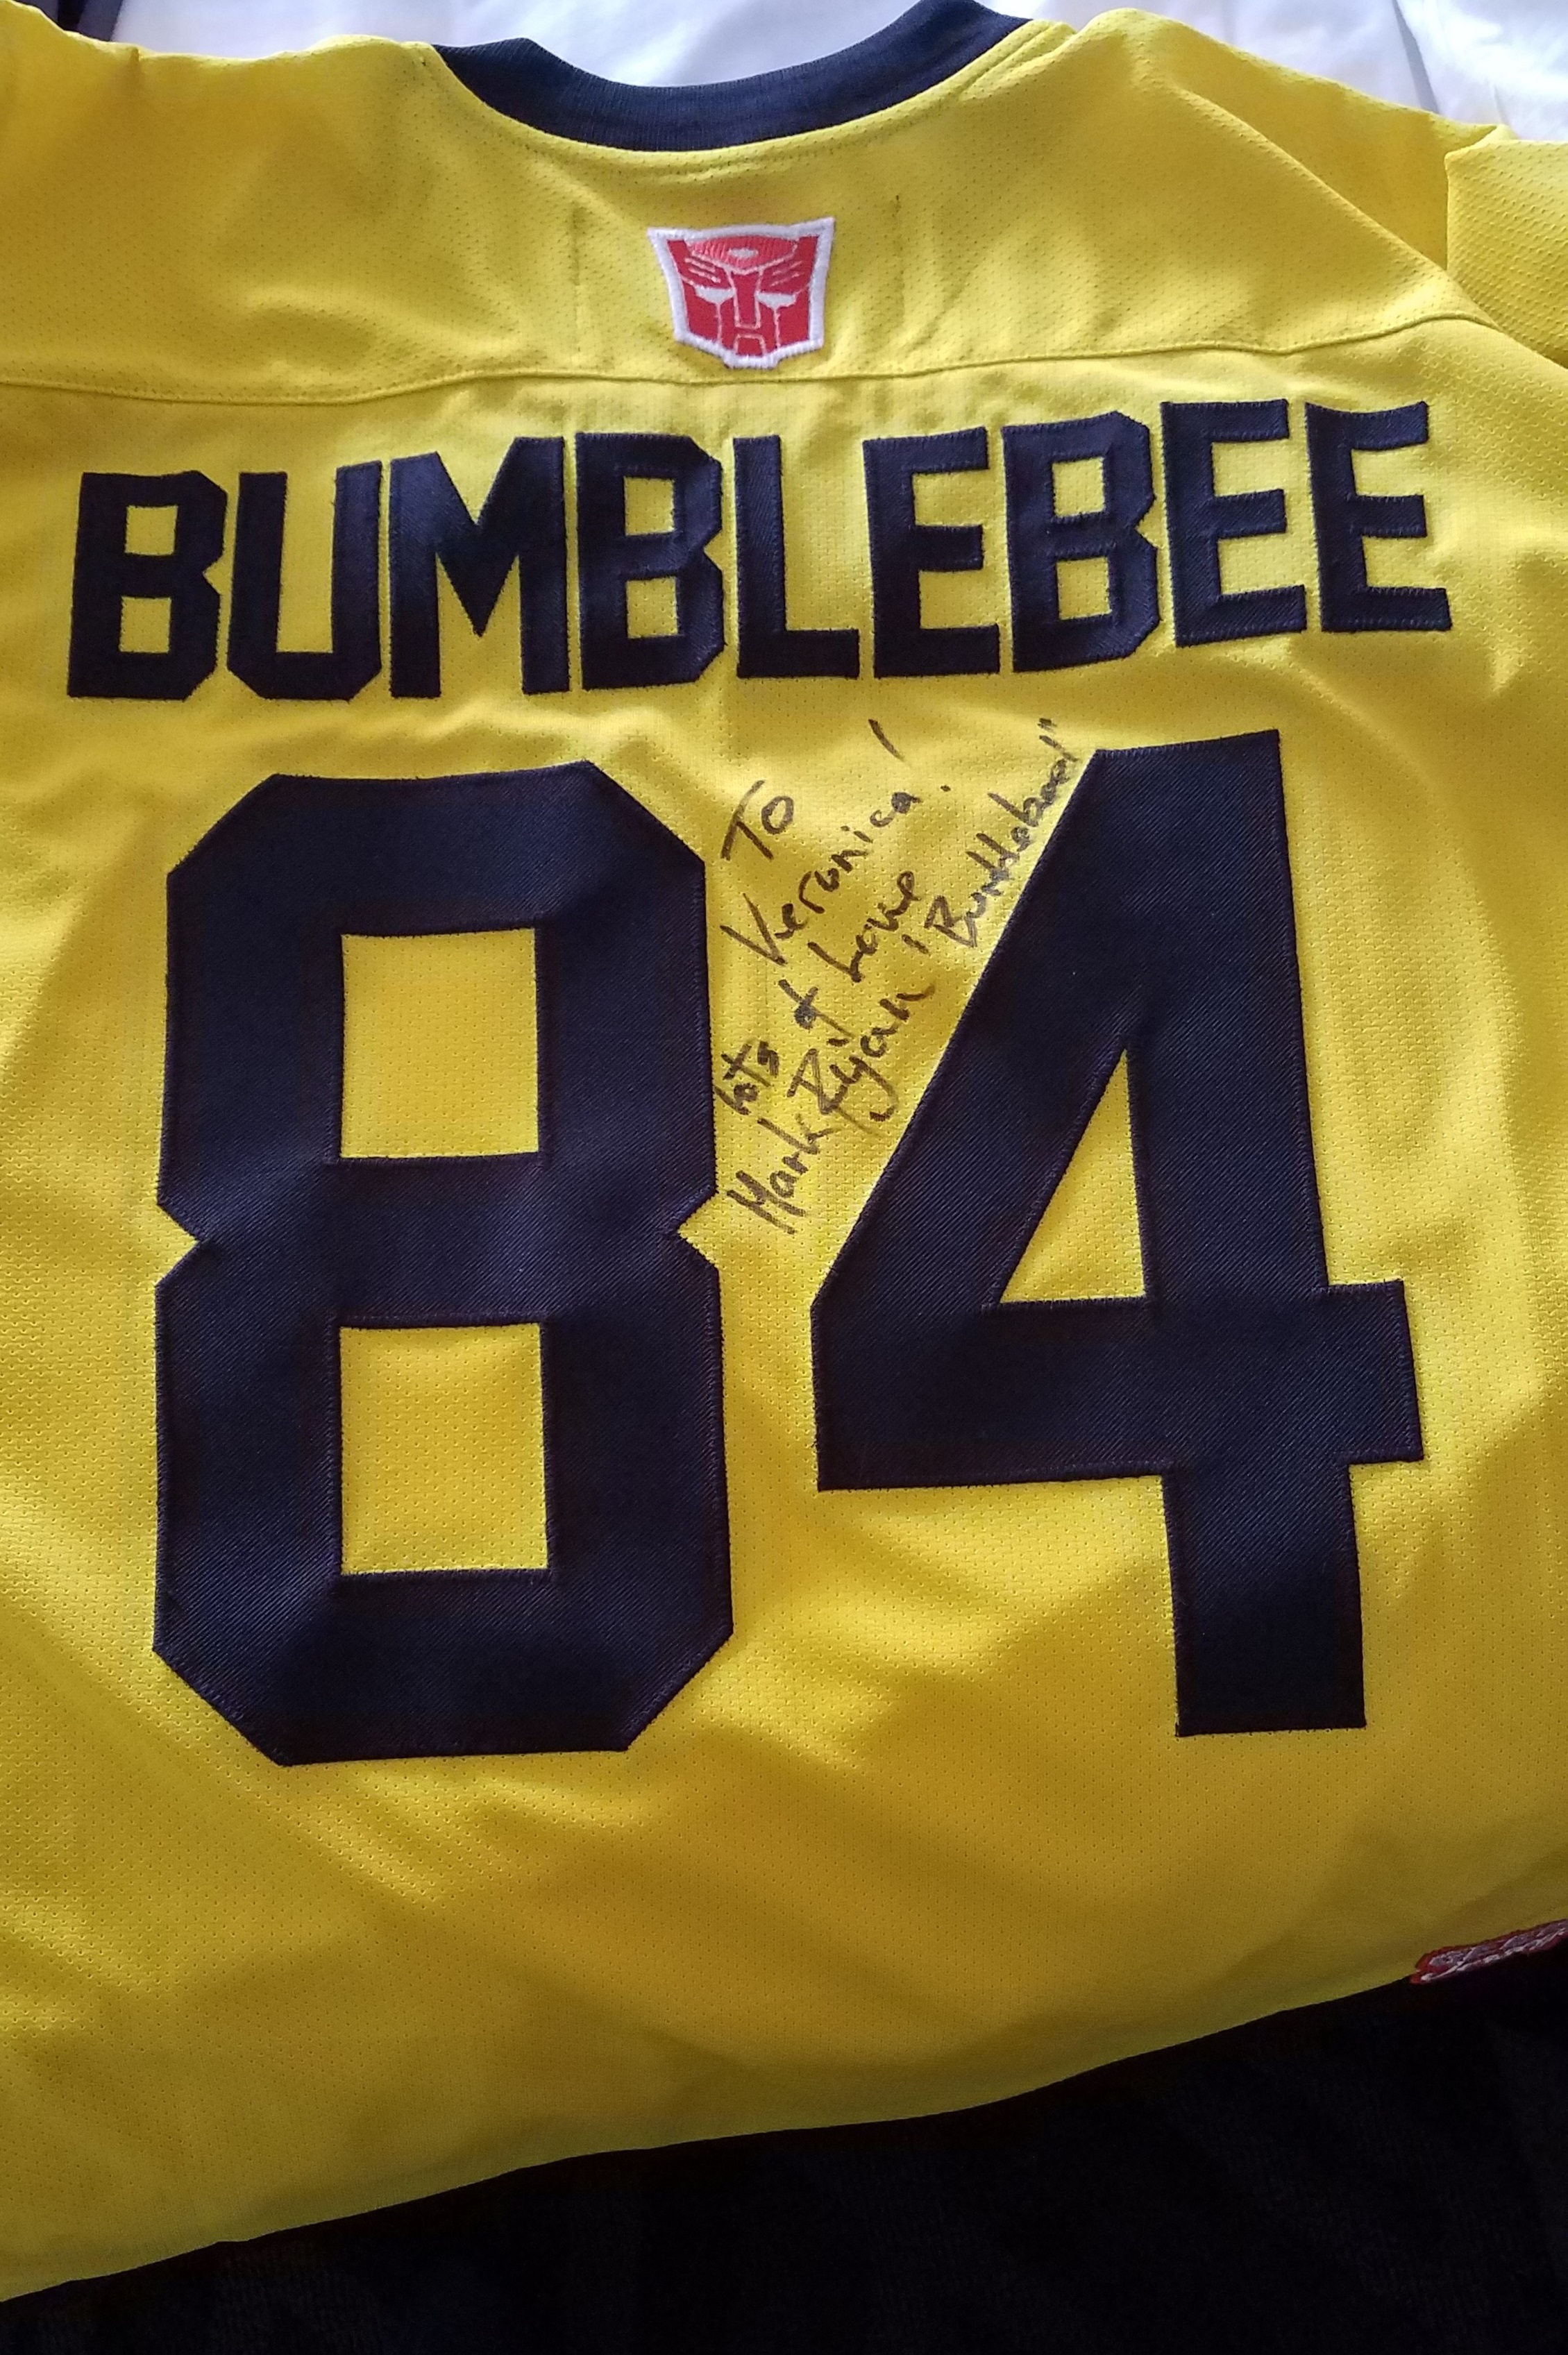 BUMBLEBEE
84
To
Veronica!
Lots of Love
Mark Ryan "Bumblebee"